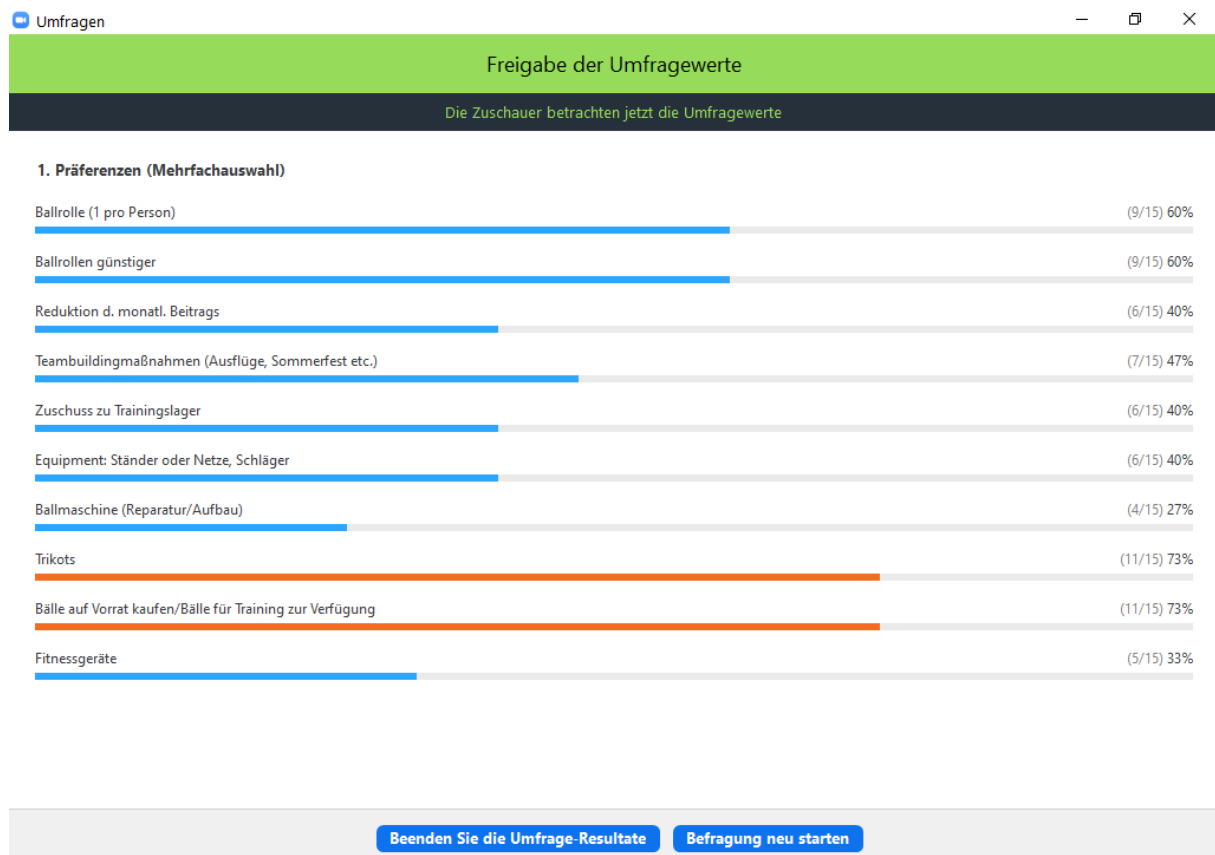 Umfragen
Freigabe der Umfragewerte
Die Zuschauer betrachten jetzt die Umfragewerte
1. Präferenzen (Mehrfachauswahl)
Ballrolle (1 pro Person) (9/15) 60%
Ballrollen günstiger (9/15) 60%
Reduktion d. monatl. Beitrags (6/15) 40%
Teambuildingmaßnahmen (Ausflüge, Sommerfest etc.) (7/15) 47%
Zuschuss zu Trainingslager (6/15) 40%
Equipment: Ständer oder Netze, Schläger (6/15) 40%
Ballmaschine (Reparatur/Aufbau) (4/15) 27%
Trikots (11/15) 73%
Bälle auf Vorrat kaufen/Bälle für Training zur Verfügung (11/15) 73%
Fitnessgeräte (5/15) 33%
Beenden Sie die Umfrage-Resultate Befragung neu starten